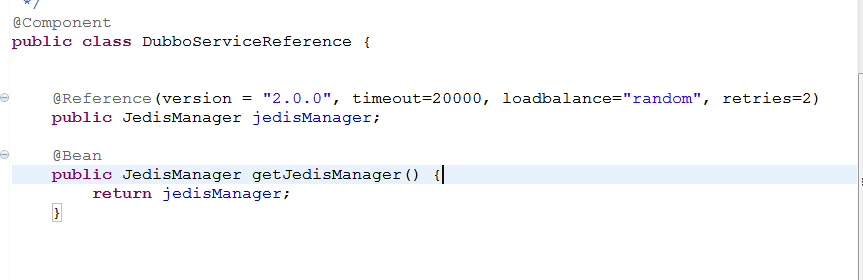 */
@Component
public class DubboServiceReference {
@Reference(version = "2.0.0", timeout=20000, loadbalance="random", retries=2)
public JedisManager jedisManager;
@Bean
public JedisManager getJedisManager() {
return jedisManager;
}